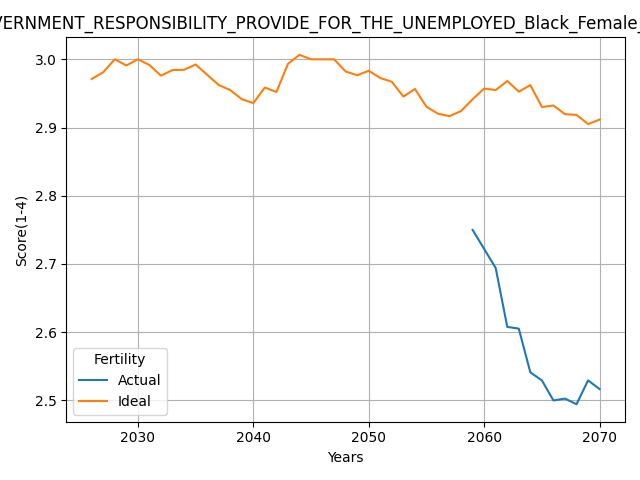 VERNMENT_RESPONSIBILITY_PROVIDE_FOR_THE_UNEMPLOYED_Black_Female_
3.0
2.9
2.8
2.7
2.6
2.5
Score(1-4)
Fertility
Actual
Ideal
2030 2040 2050 2060 2070
Years